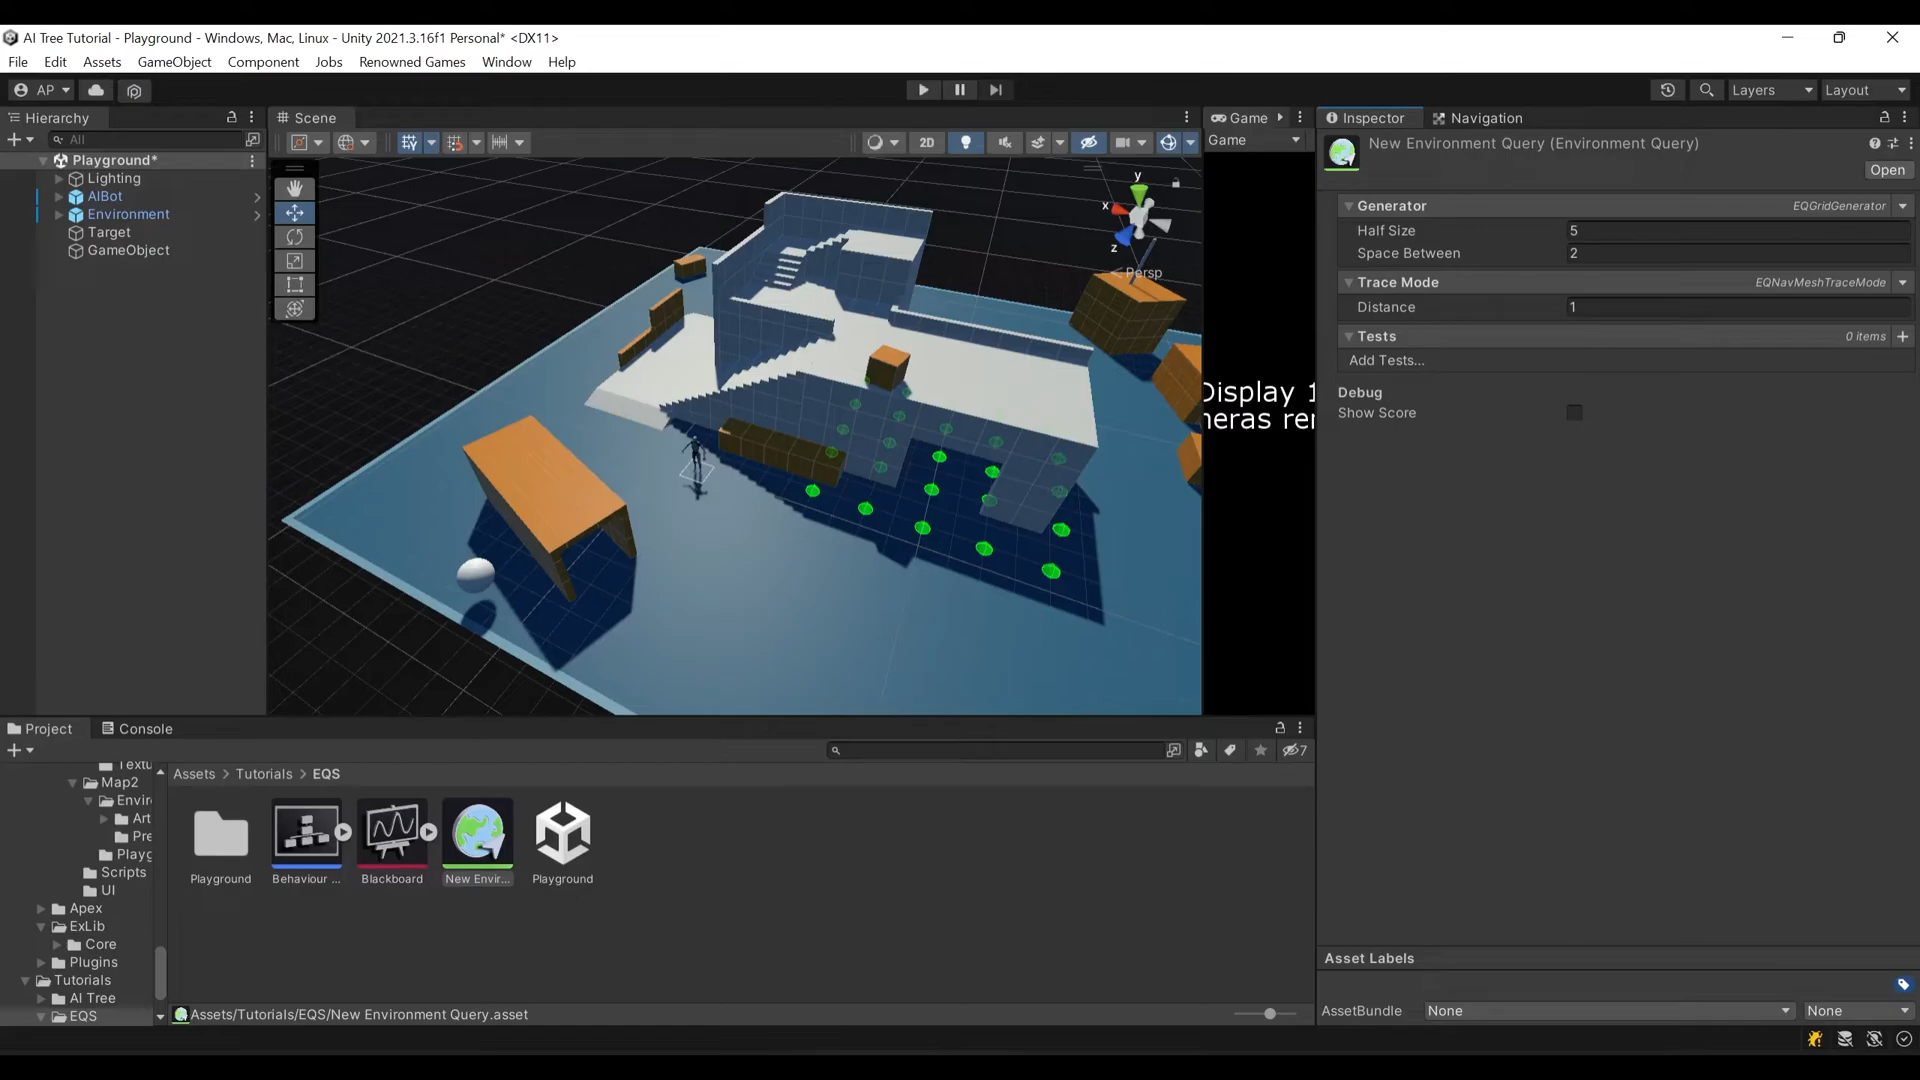 AI Tree Tutorial - Playground - Windows, Mac, Linux - Unity 2021.3.16f1 Personal* <DX11>
File Edit Assets GameObject Component Jobs Renowned Games Window Help
AP
Layers
Layout
Hierarchy
All
Playground*
Lighting
AIBot
Environment
Target
GameObject
Scene
2D
y
x
z
Persp
Game
Game
Display 1
neras rer
Inspector
Navigation
New Environment Query (Environment Query)
Open
Generator EQGridGenerator
Half Size 5
Space Between 2
Trace Mode EQNavMeshTraceMode
Distance 1
Tests 0 items
Add Tests...
Debug
Show Score
Asset Labels
AssetBundle None None
Project
Console
7
Textu
Map2
Envir
Art
Pre
Playg
Scripts
UI
Apex
ExLib
Core
Plugins
Tutorials
AI Tree
EQS
Assets > Tutorials > EQS
Playground
Behaviour ...
Blackboard
New Envir...
Playground
Assets/Tutorials/EQS/New Environment Query.asset